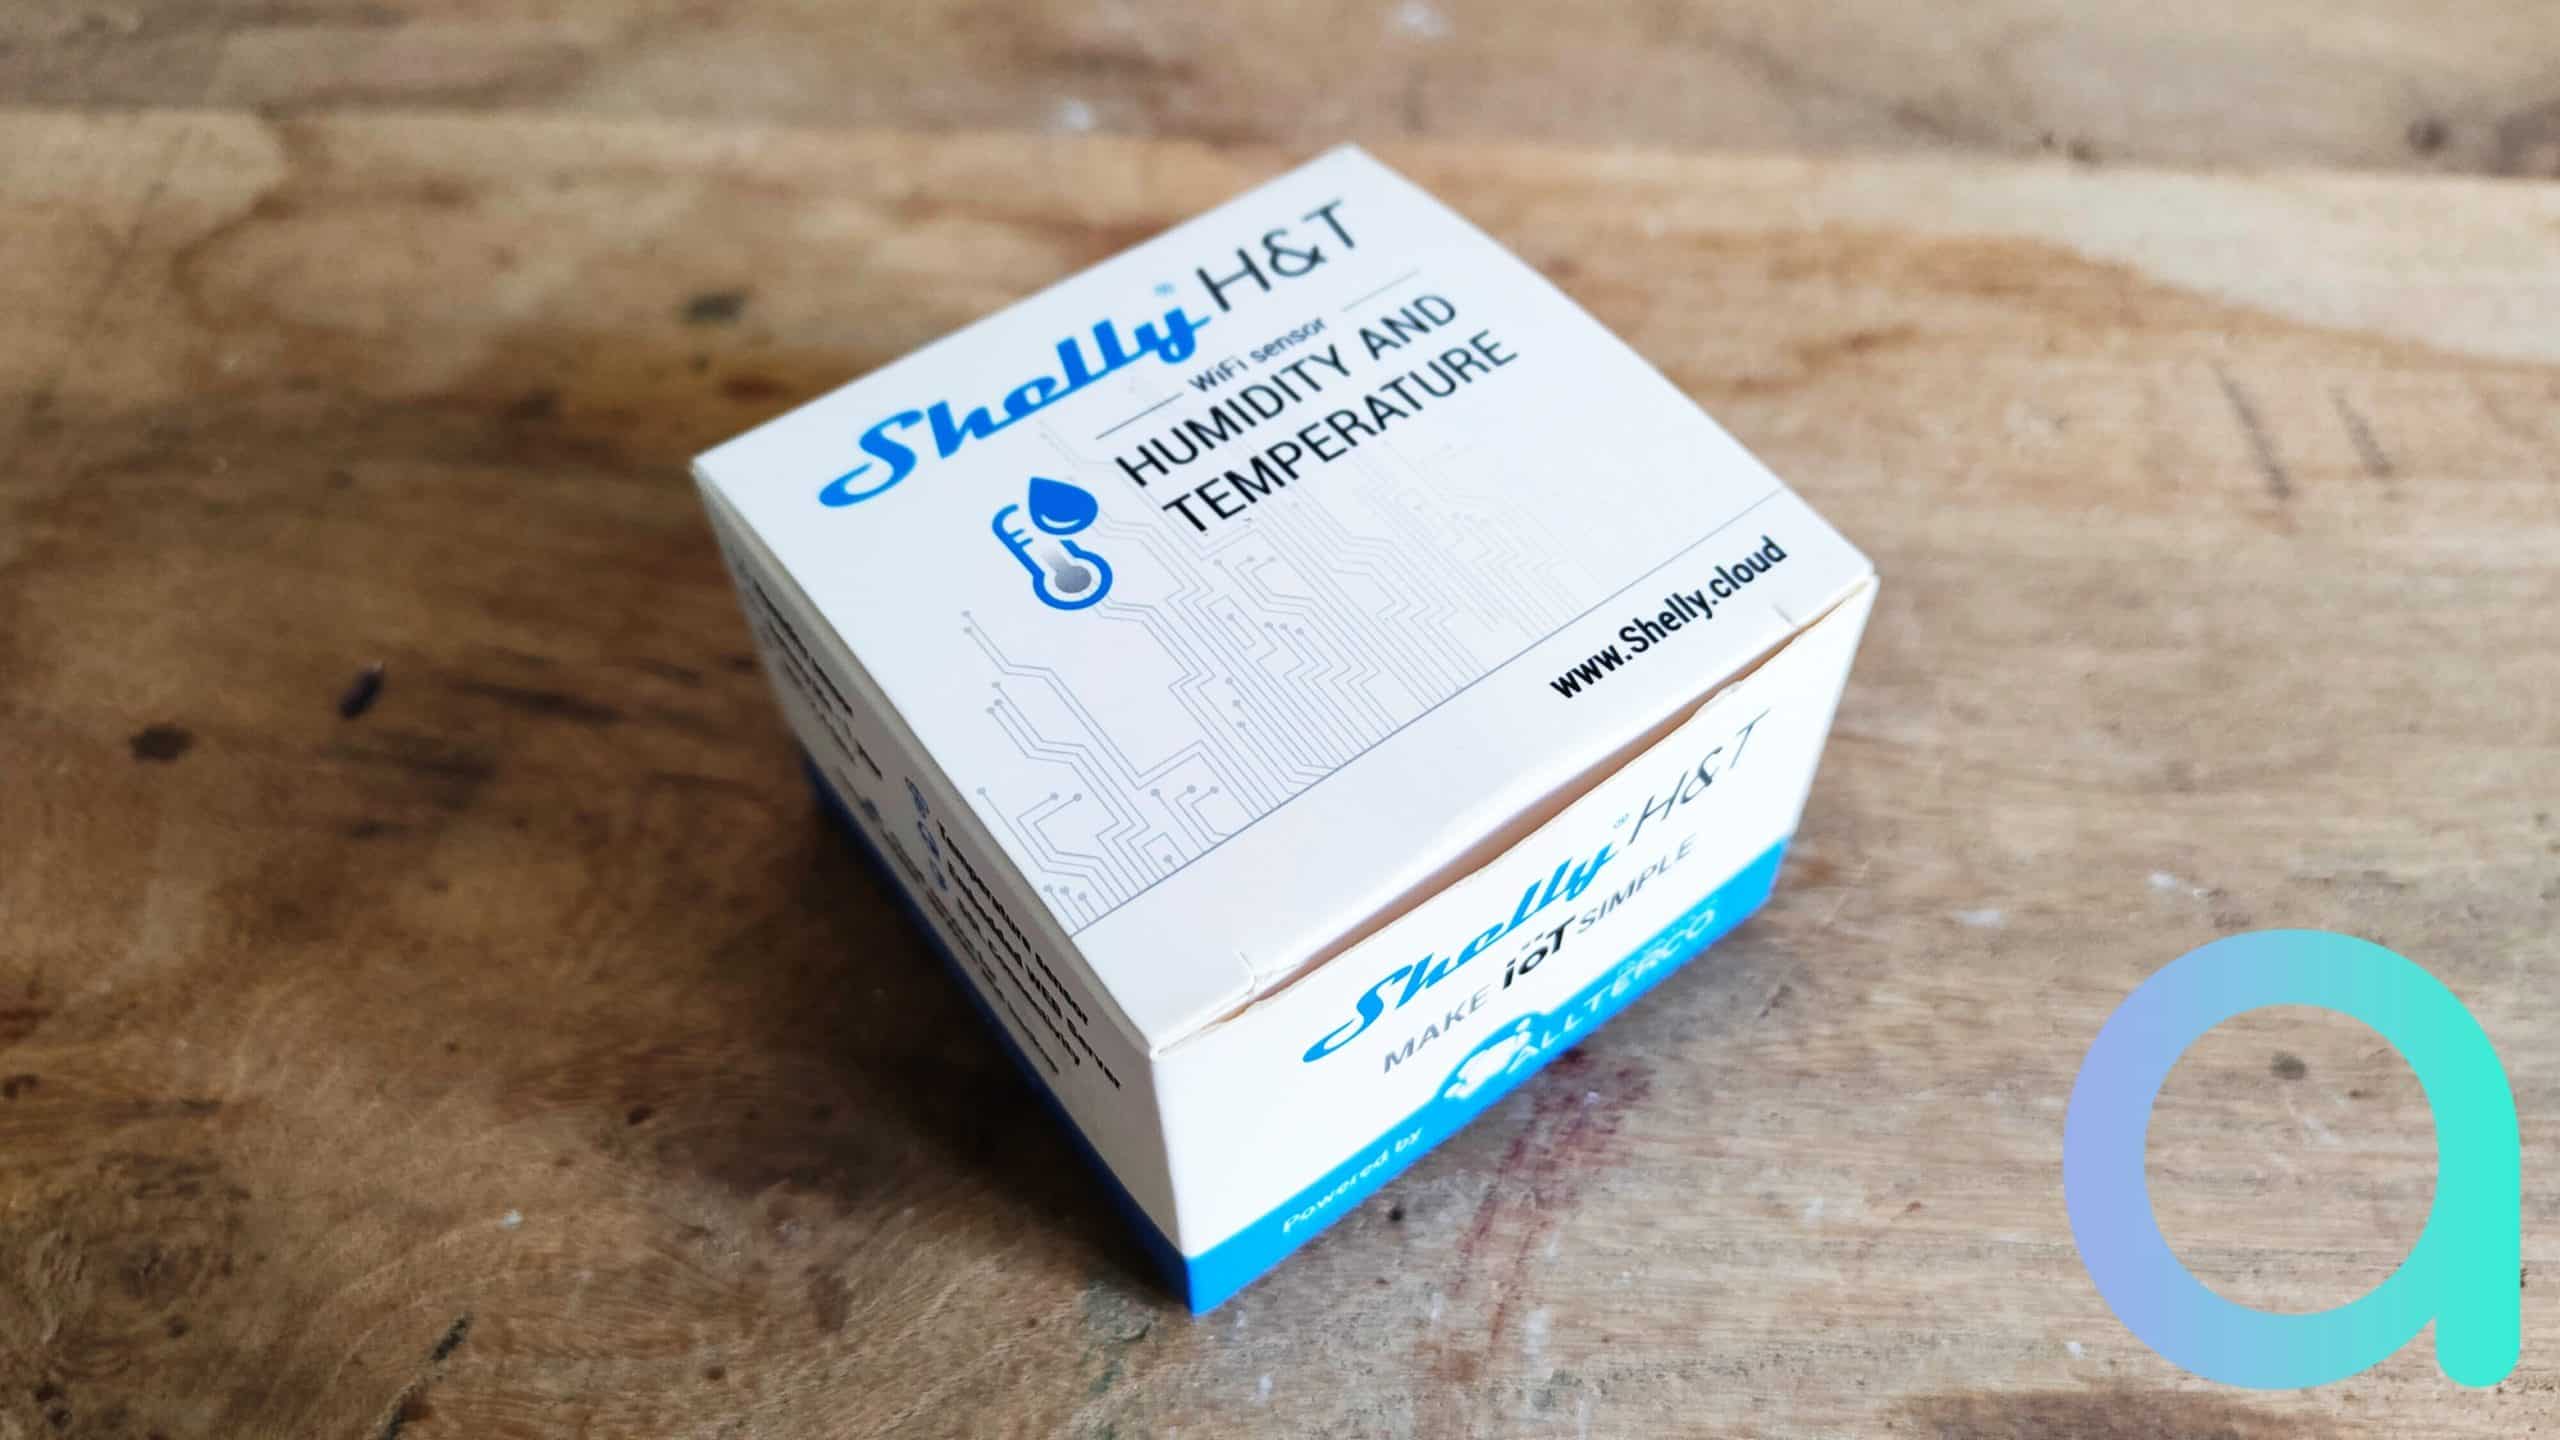 Shelly® H&T
WiFi sensor
HUMIDITY AND
TEMPERATURE
www.Shelly.cloud
Shelly® H&T
MAKE ioT SIMPLE
Powered by ALLTERCO